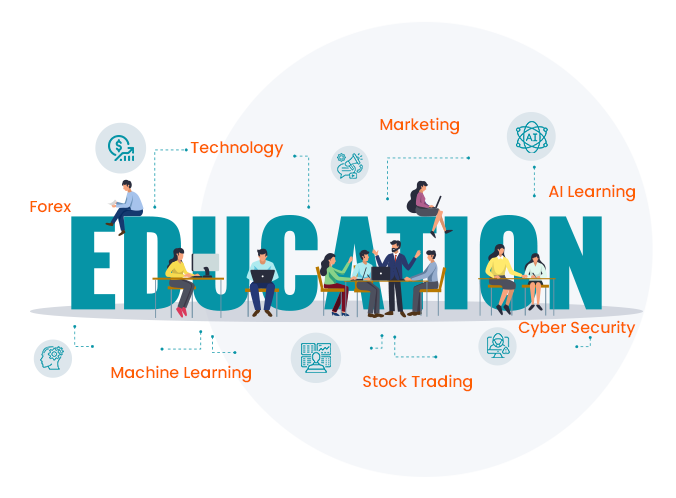 Marketing
AI
Technology
$
AI Learning
Forex
EDUCATION
Cyber Security
Machine Learning
Stock Trading